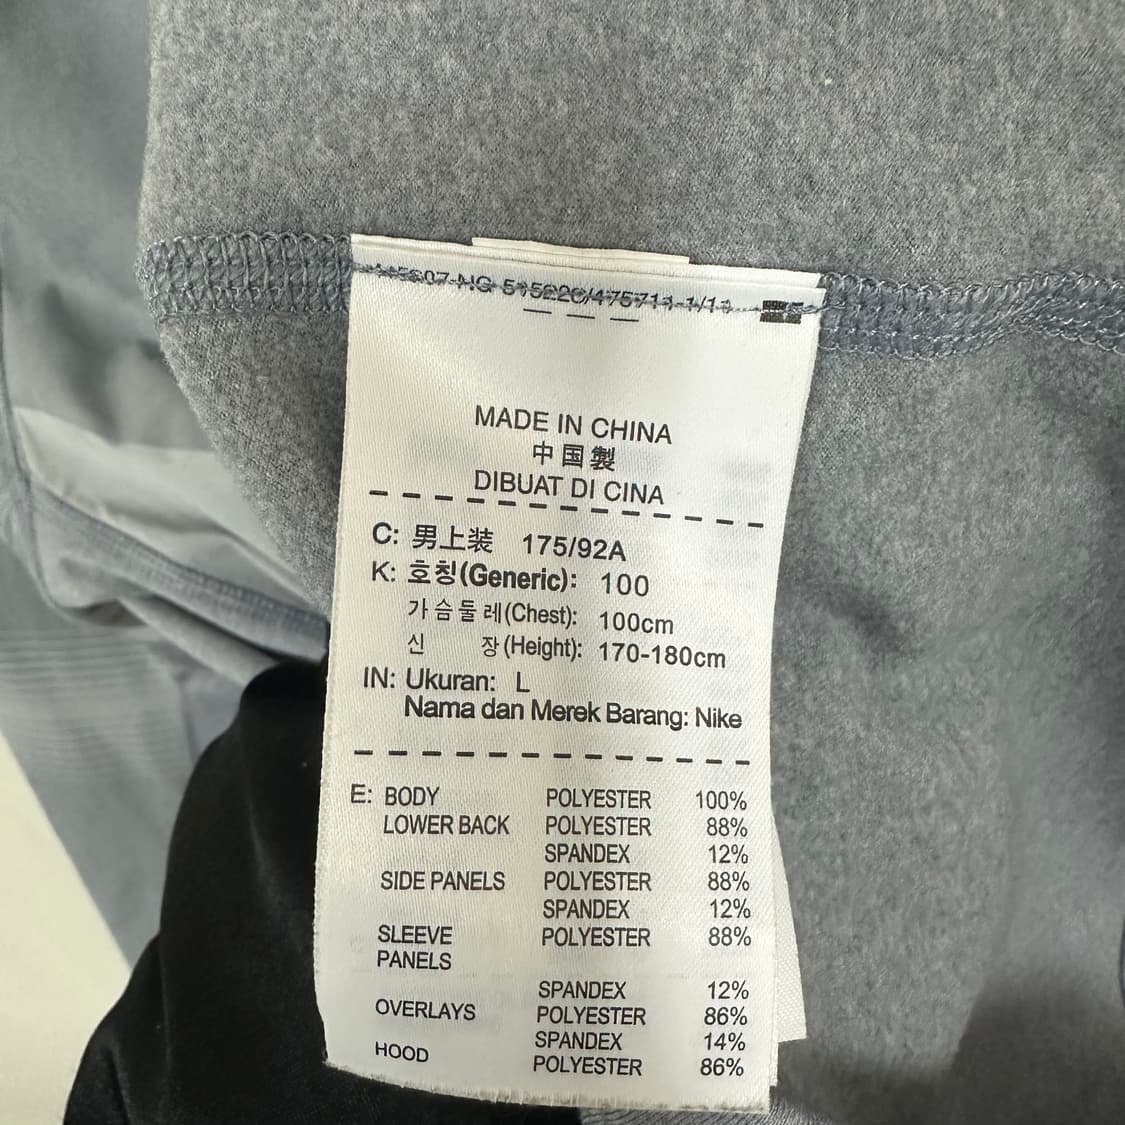 MADE IN CHINA
中国製
DIBUAT DI CINA
C: 男上装 175/92A
K: 호칭(Generic): 100
가슴둘레(Chest): 100cm
신 장(Height): 170-180cm
IN: Ukuran: L
Nama dan Merek Barang: Nike
E: BODY POLYESTER 100%
LOWER BACK POLYESTER 88%
SPANDEX 12%
SIDE PANELS POLYESTER 88%
SPANDEX 12%
SLEEVE POLYESTER 88%
PANELS
SPANDEX 12%
OVERLAYS POLYESTER 86%
SPANDEX 14%
HOOD POLYESTER 86%